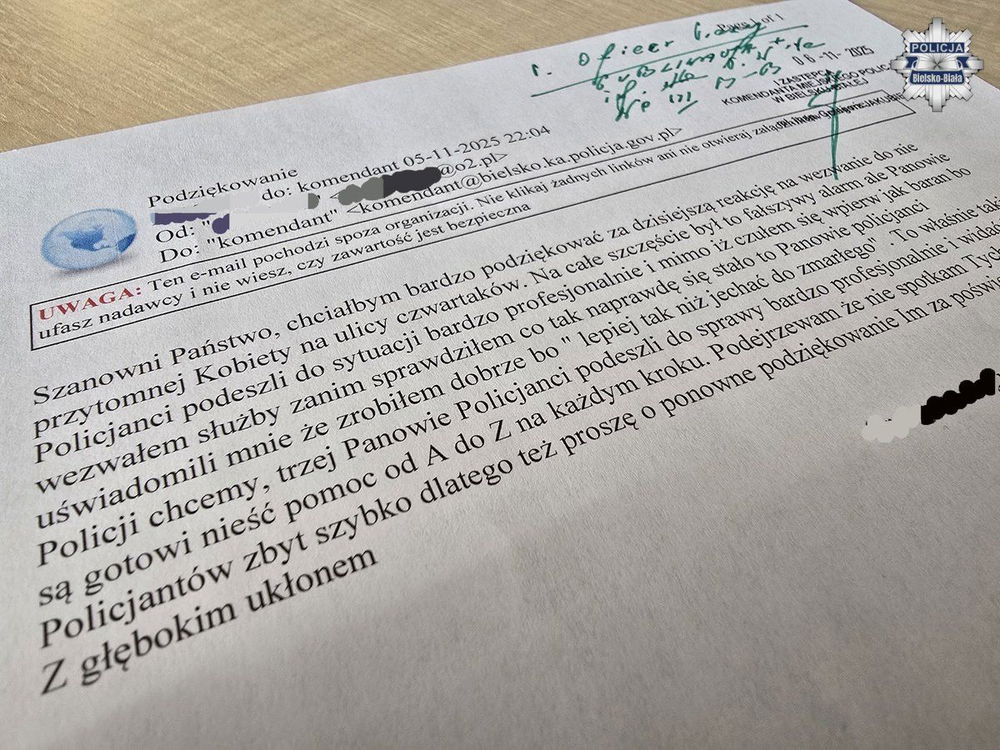 POLICJA
Bielsko-Biała
of 1
06 -11- 2025
I ZASTĘPCA
KOMENDANTA MIEJSKIEGO POLIC
W BIELSKU-BIAŁEJ
Podziękowanie
do: komendant 05-11-2025 22:04
Od: " @o2.pl>
Do: "komendant" <komendant@bielsko.ka.policja.gov.pl>
UWAGA: Ten e-mail pochodzi spoza organizacji. Nie klikaj żadnych linków ani nie otwieraj
ufasz nadawcy i nie wiesz, czy zawartość jest bezpieczna
Szanowni Państwo, chciałbym bardzo podziękować za dzisiejszą reakcję na wezwanie do nie
przytomnej Kobiety na ulicy czwartaków. Na całe szczęście był to fałszywy alarm ale Panowie
Policjanci podeszli do sytuacji bardzo profesjonalnie i mimo iż czułem się wpierw jak baran bo
wezwałem służby zanim sprawdziłem co tak naprawdę się stało to Panowie policjanci
uświadomili mnie że zrobiłem dobrze bo " lepiej tak niż jechać do zmarłego" . To właśnie tak
Policji chcemy, trzej Panowie Policjanci podeszli do sprawy bardzo profesjonalnie i
są gotowi nieść pomoc od A do Z na każdym kroku. Podejrzewam że nie spotkam Tych
Policjantów zbyt szybko dlatego też proszę o ponowne podziękowanie Im za
Z głębokim ukłonem